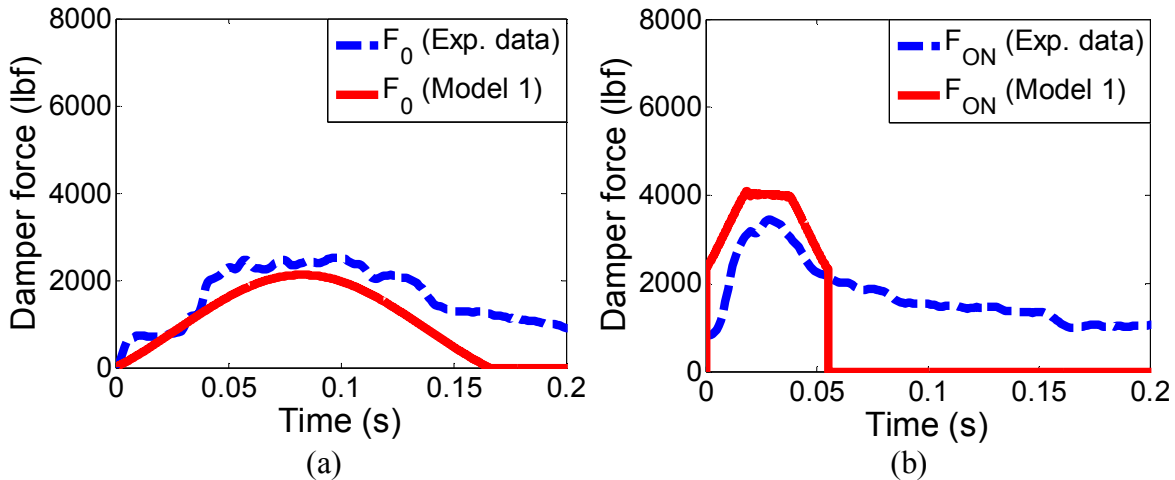 8000
6000
4000
2000
0
Damper force (lbf)
F0 (Exp. data)
F0 (Model 1)
0 0.05 0.1 0.15 0.2
Time (s)
(a)
8000
6000
4000
2000
0
Damper force (lbf)
FON (Exp. data)
FON (Model 1)
0 0.05 0.1 0.15 0.2
Time (s)
(b)